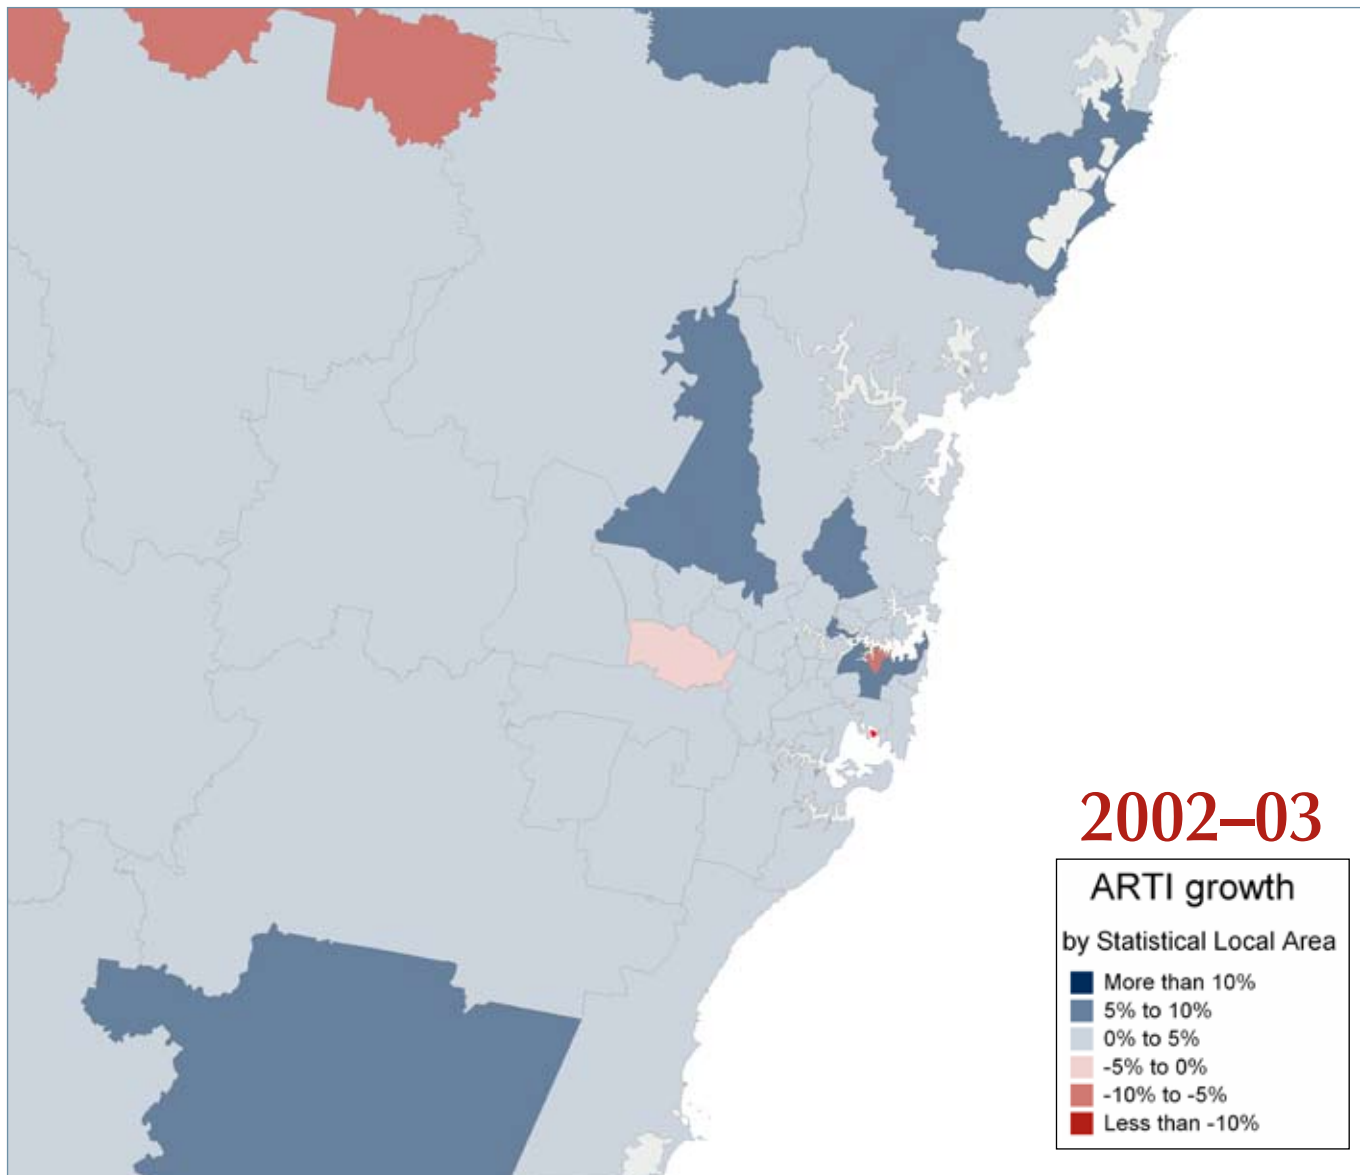 2002–03
ARTI growth
by Statistical Local Area
More than 10%
5% to 10%
0% to 5%
-5% to 0%
-10% to -5%
Less than -10%